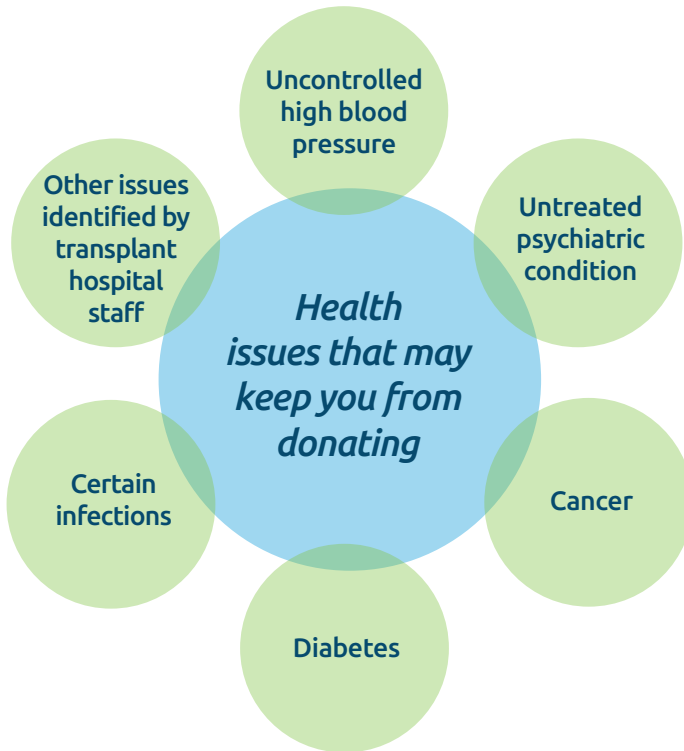 Uncontrolled
high blood
pressure
Untreated
psychiatric
condition
Cancer
Diabetes
Certain
infections
Other issues
identified by
transplant
hospital
staff
Health
issues that may
keep you from
donating